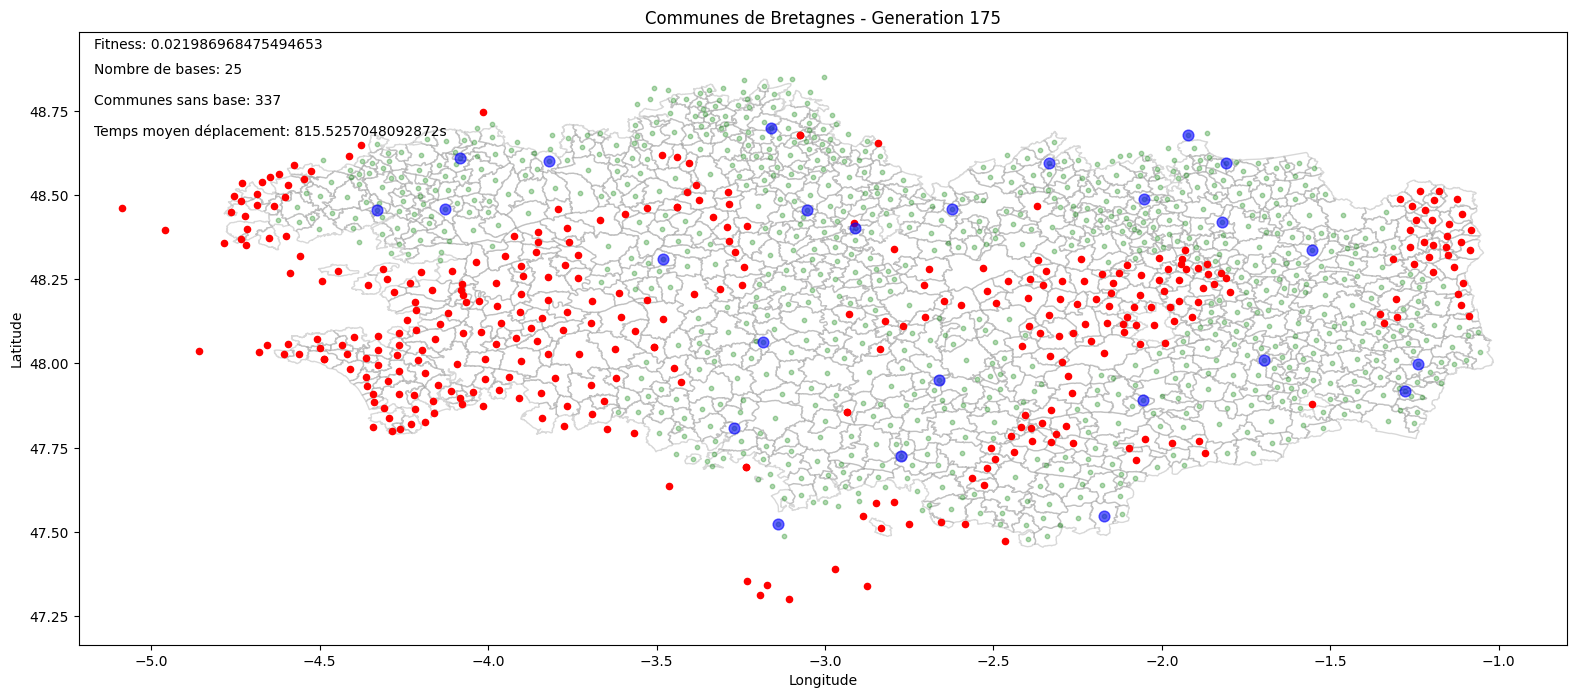 Communes de Bretagnes - Generation 175
Fitness: 0.021986968475494653
Nombre de bases: 25
Communes sans base: 337
Temps moyen déplacement: 815.5257048092872s
Latitude
48.75
48.50
48.25
48.00
47.75
47.50
47.25
−5.0 −4.5 −4.0 −3.5 −3.0 −2.5 −2.0 −1.5 −1.0
Longitude